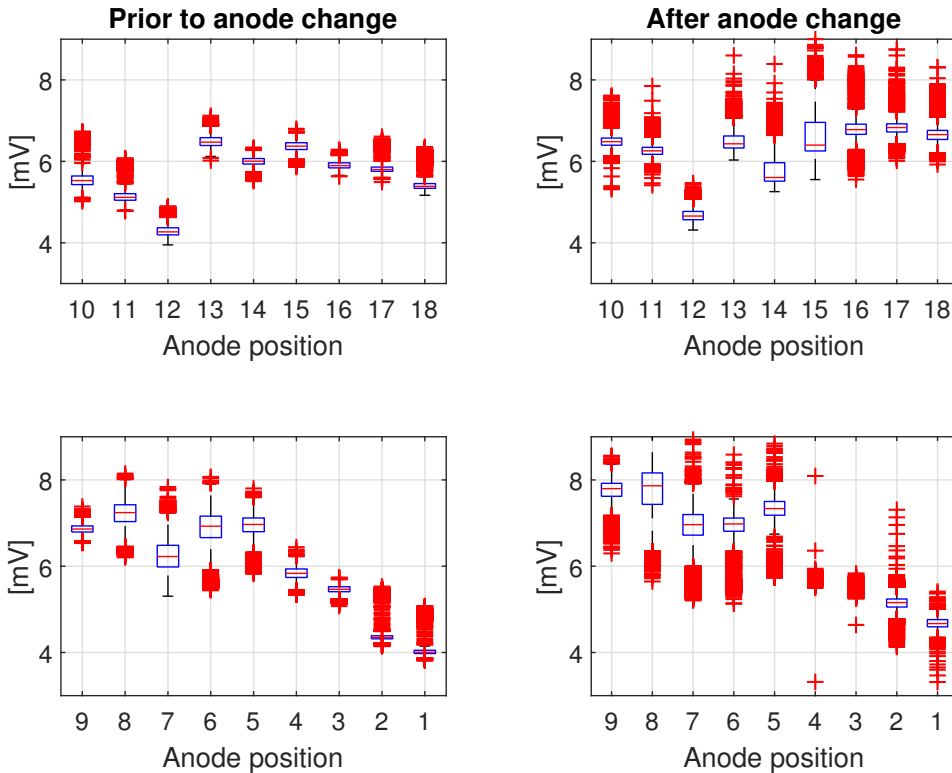 Prior to anode change
After anode change
8
6
4
[mV]
10 11 12 13 14 15 16 17 18
Anode position
8
6
4
[mV]
10 11 12 13 14 15 16 17 18
Anode position
8
6
4
[mV]
9 8 7 6 5 4 3 2 1
Anode position
8
6
4
[mV]
9 8 7 6 5 4 3 2 1
Anode position